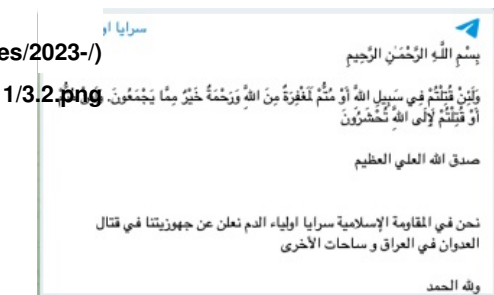 سرايا او
es/2023-/)
بِسْمِ اللَّهِ الرَّحْمَنِ الرَّحِيمِ
1/3.2.png
وَلَئِنْ قُتِلْتُمْ فِي سَبِيلِ اللَّهِ أَوْ مُتُّمْ لَمَغْفِرَةٌ مِنَ اللَّهِ وَرَحْمَةٌ خَيْرٌ مِمَّا يَجْمَعُونَ.
أَوْ قُتِلْتُمْ لَإِلَى اللَّهِ تُحْشَرُونَ
صدق الله العلي العظيم
نحن في المقاومة الإسلامية سرايا اولياء الدم نعلن عن جهوزيتنا في قتال
العدوان في العراق و ساحات الأخرى
ولله الحمد